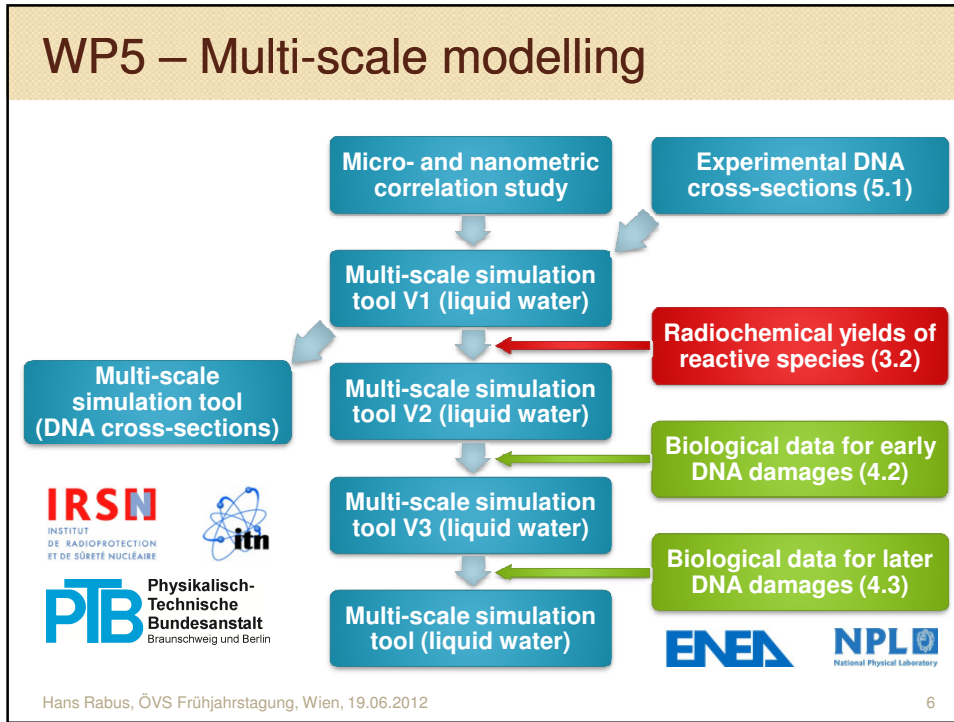 WP5 – Multi-scale modelling
Micro- and nanometric
correlation study
Experimental DNA
cross-sections (5.1)
Multi-scale simulation
tool V1 (liquid water)
Radiochemical yields of
reactive species (3.2)
Multi-scale
simulation tool
(DNA cross-sections)
Multi-scale simulation
tool V2 (liquid water)
Biological data for early
DNA damages (4.2)
Multi-scale simulation
tool V3 (liquid water)
Biological data for later
DNA damages (4.3)
Multi-scale simulation
tool (liquid water)
IRSN
INSTITUT
DE RADIOPROTECTION
ET DE SÛRETÉ NUCLÉAIRE
itn
PTB
Physikalisch-
Technische
Bundesanstalt
Braunschweig und Berlin
ENEA
NPL
National Physical Laboratory
Hans Rabus, ÖVS Frühjahrstagung, Wien, 19.06.2012
6